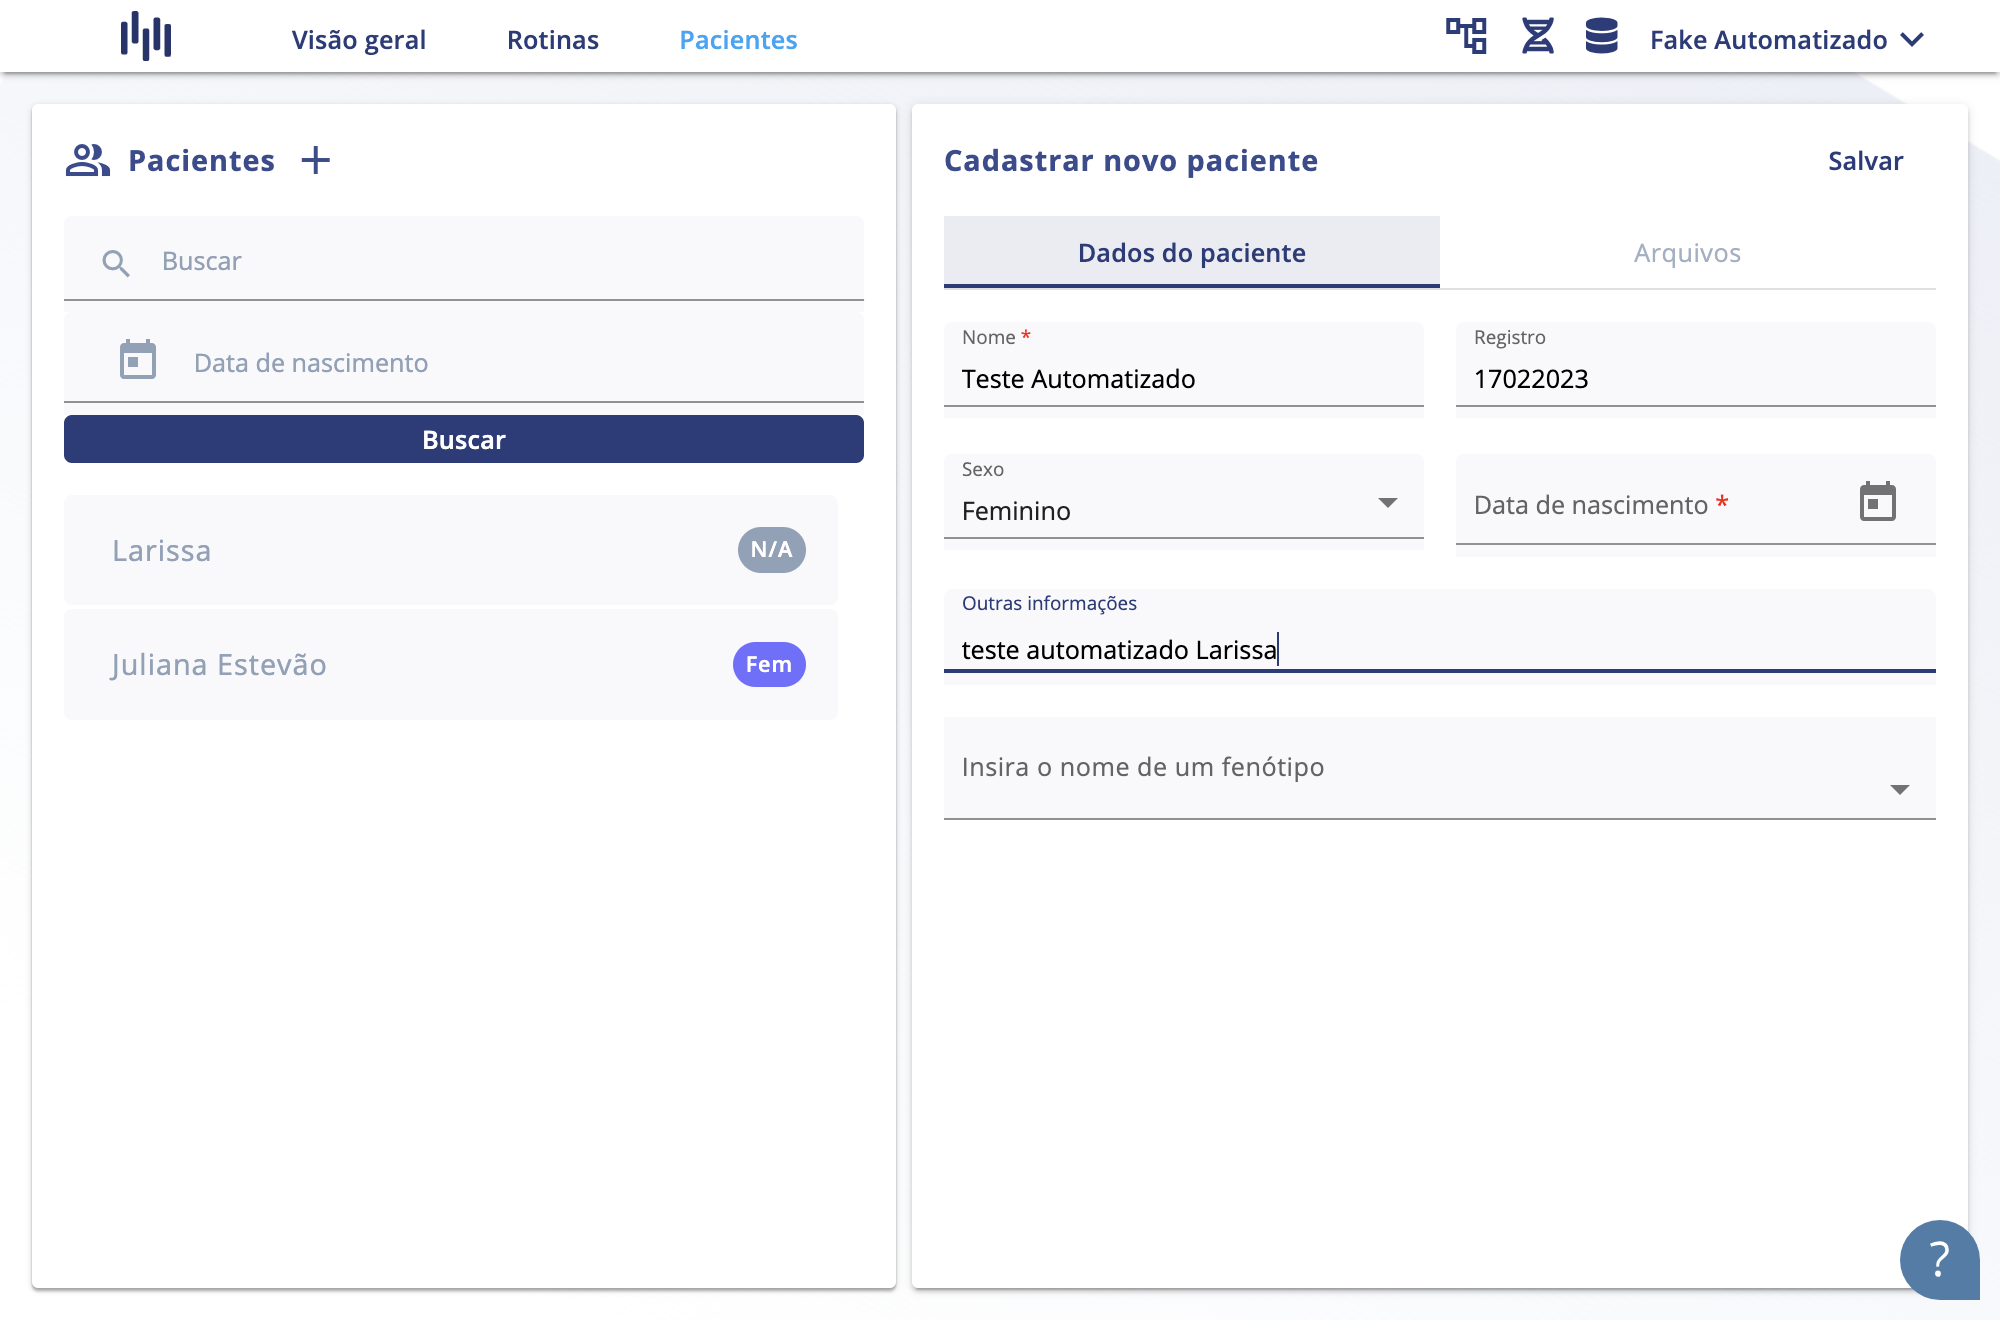 Visão geral
Rotinas
Pacientes
Fake Automatizado
Pacientes
Buscar
Data de nascimento
Buscar
Larissa
N/A
Juliana Estevão
Fem
Cadastrar novo paciente
Salvar
Dados do paciente
Arquivos
Nome *
Teste Automatizado
Registro
17022023
Sexo
Feminino
Data de nascimento *
Outras informações
teste automatizado Larissa
Insira o nome de um fenótipo
?